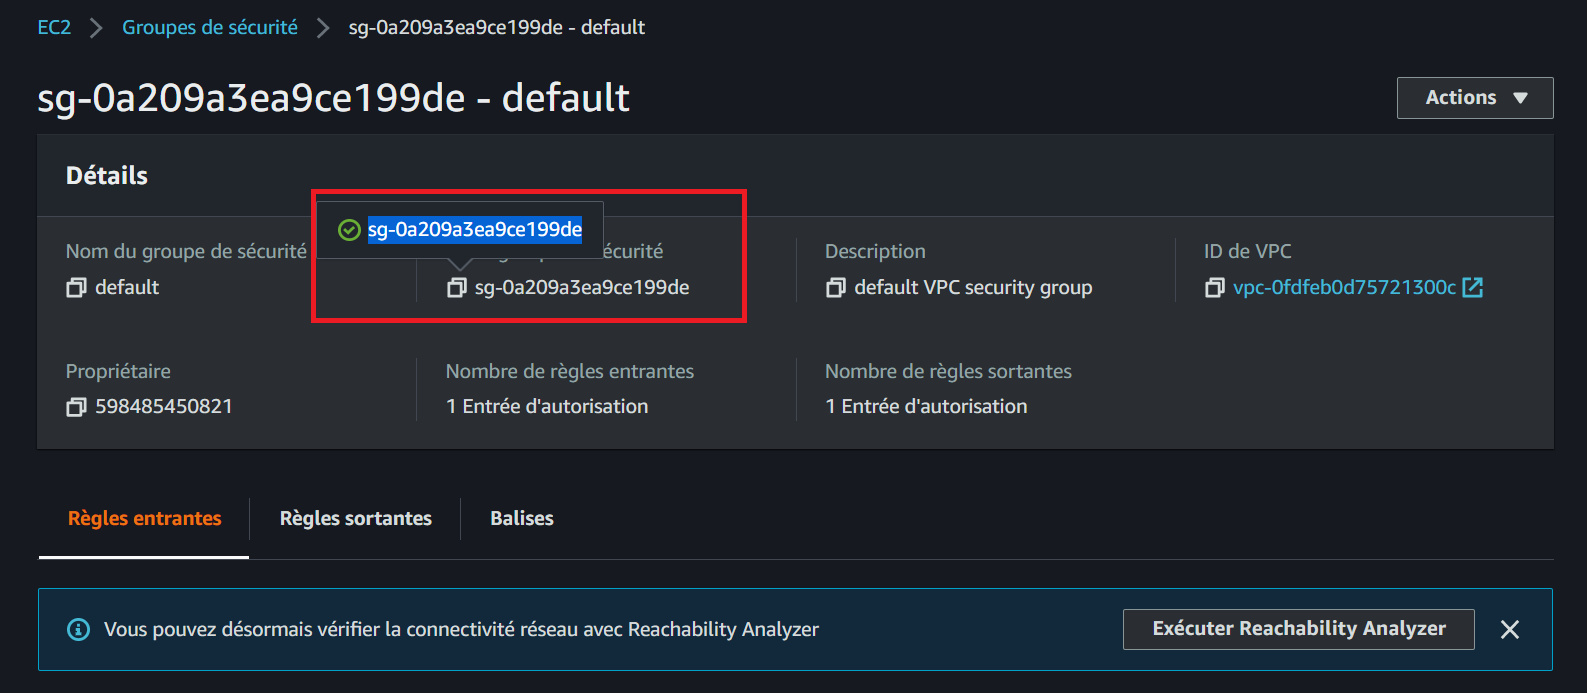 EC2 Groupes de sécurité sg-0a209a3ea9ce199de - default
sg-0a209a3ea9ce199de - default
Actions
Détails
sg-0a209a3ea9ce199de
Nom du groupe de sécurité
default
sg-0a209a3ea9ce199de
Description
default VPC security group
ID de VPC
vpc-0fdfeb0d75721300c
Propriétaire
598485450821
Nombre de règles entrantes
1 Entrée d'autorisation
Nombre de règles sortantes
1 Entrée d'autorisation
Règles entrantes Règles sortantes Balises
Vous pouvez désormais vérifier la connectivité réseau avec Reachability Analyzer
Exécuter Reachability Analyzer